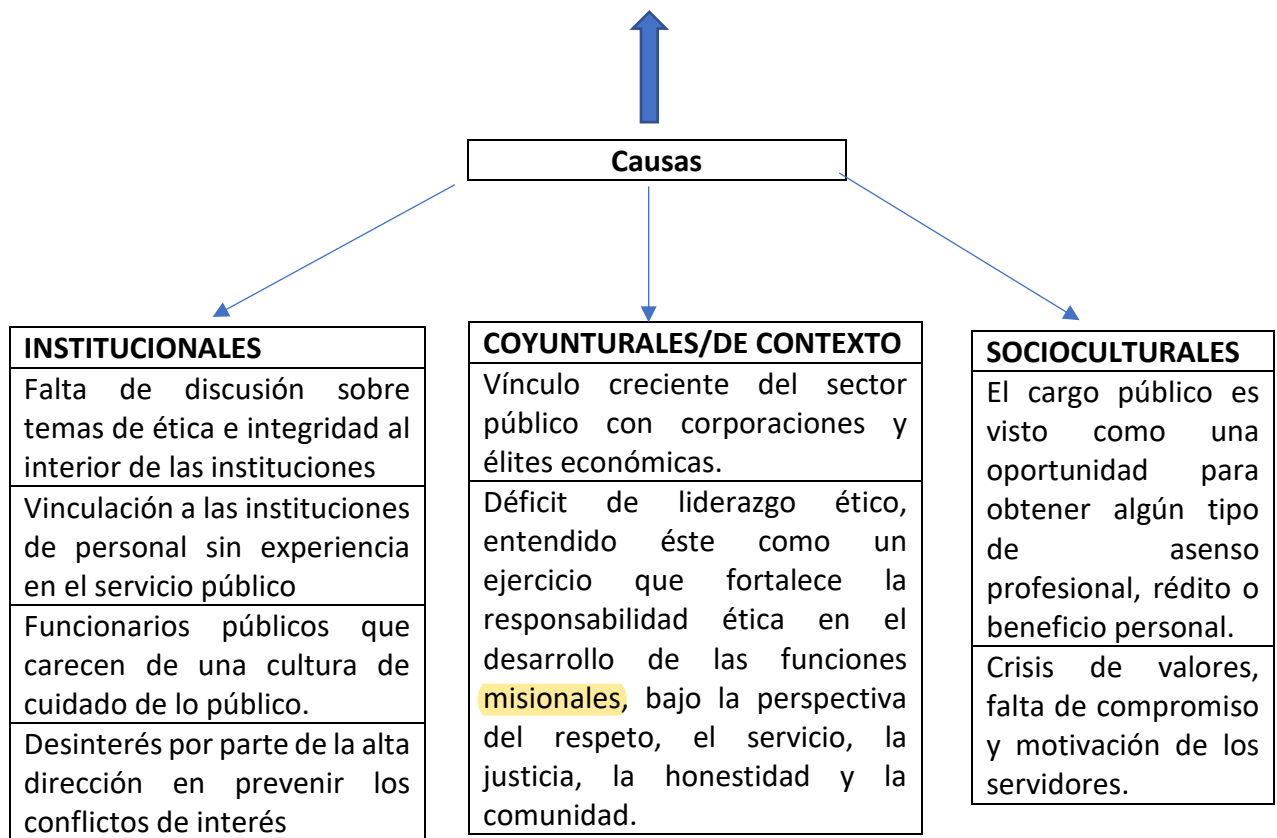 Causas
INSTITUCIONALES
Falta de discusión sobre
temas de ética e integridad al
interior de las instituciones
Vinculación a las instituciones
de personal sin experiencia
en el servicio público
Funcionarios públicos que
carecen de una cultura de
cuidado de lo público.
Desinterés por parte de la alta
dirección en prevenir los
conflictos de interés
COYUNTURALES/DE CONTEXTO
Vínculo creciente del sector
público con corporaciones y
élites económicas.
Déficit de liderazgo ético,
entendido éste como un
ejercicio que fortalece la
responsabilidad ética en el
desarrollo de las funciones
misionales, bajo la perspectiva
del respeto, el servicio, la
justicia, la honestidad y la
comunidad.
SOCIOCULTURALES
El cargo público es
visto como una
oportunidad para
obtener algún tipo
de asenso
profesional, rédito o
beneficio personal.
Crisis de valores,
falta de compromiso
y motivación de los
servidores.